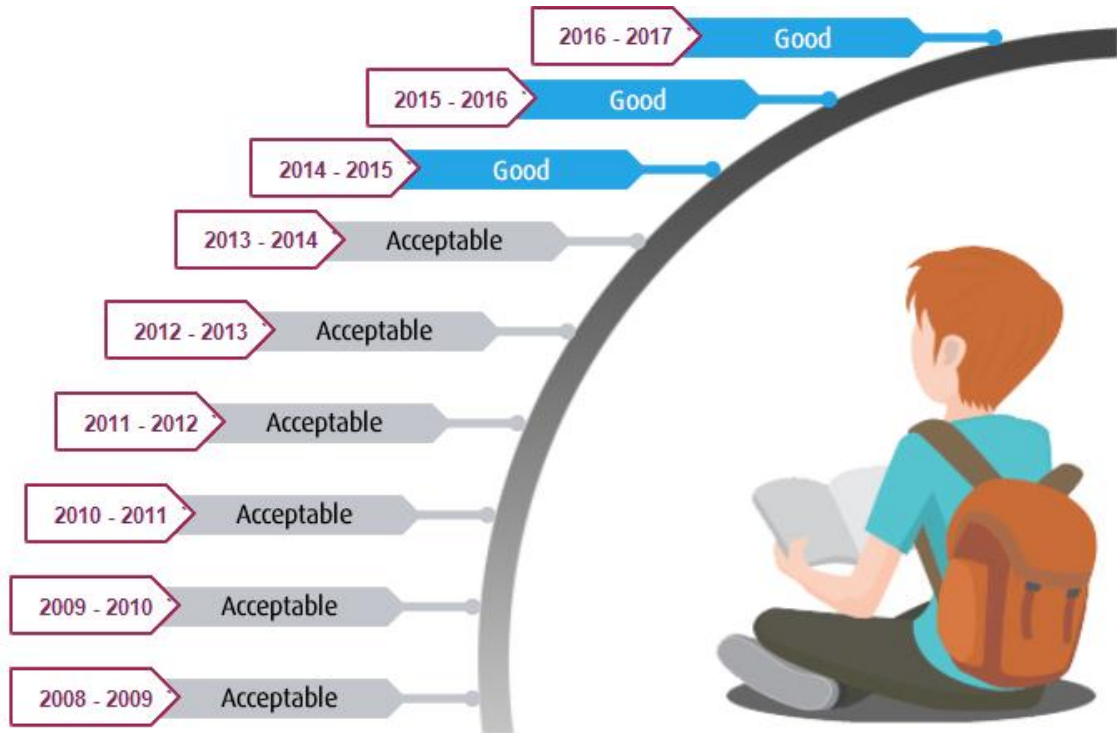 2016 - 2017 Good
2015 - 2016 Good
2014 - 2015 Good
2013 - 2014 Acceptable
2012 - 2013 Acceptable
2011 - 2012 Acceptable
2010 - 2011 Acceptable
2009 - 2010 Acceptable
2008 - 2009 Acceptable